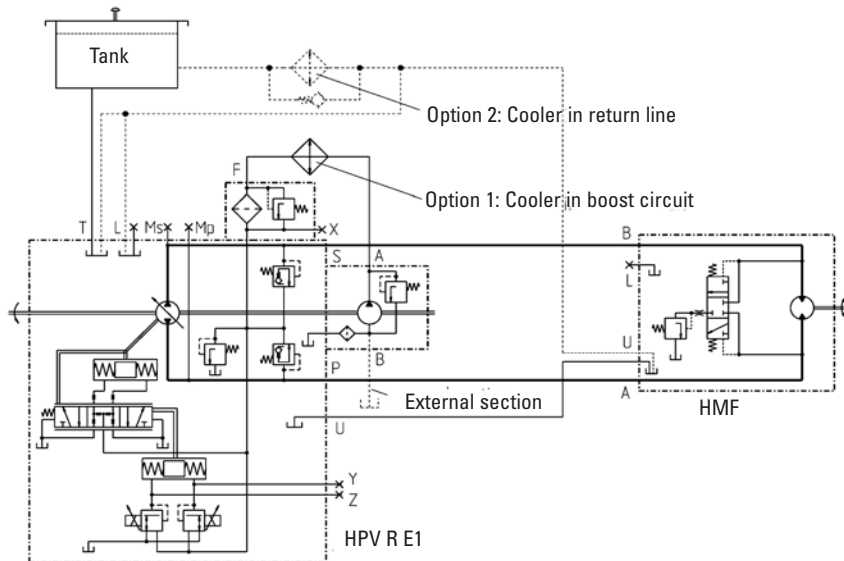 Tank
Option 2: Cooler in return line
F
Option 1: Cooler in boost circuit
T
L
Ms
Mp
X
S
A
B
L
U
P
B
A
External section
U
HMF
Y
Z
HPV R E1